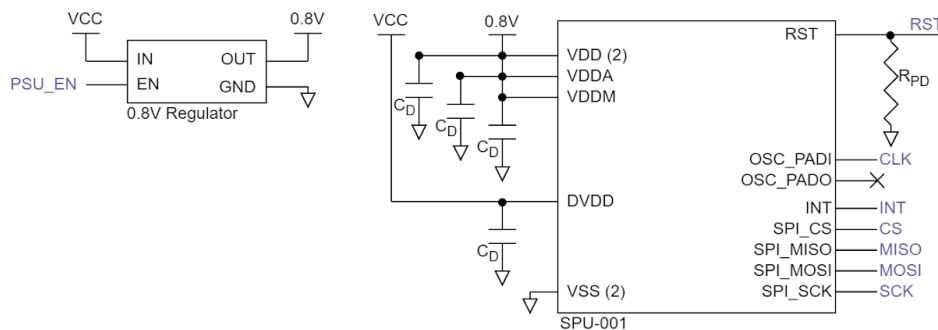 VCC
0.8V
IN
OUT
PSU_EN
EN
GND
0.8V Regulator
VCC
0.8V
RST
RST
VDD (2)
VDDA
VDDM
C_D
C_D
C_D
R_PD
OSC_PADI
CLK
OSC_PADO
DVDD
INT
INT
SPI_CS
CS
C_D
SPI_MISO
MISO
SPI_MOSI
MOSI
VSS (2)
SPI_SCK
SCK
SPU-001